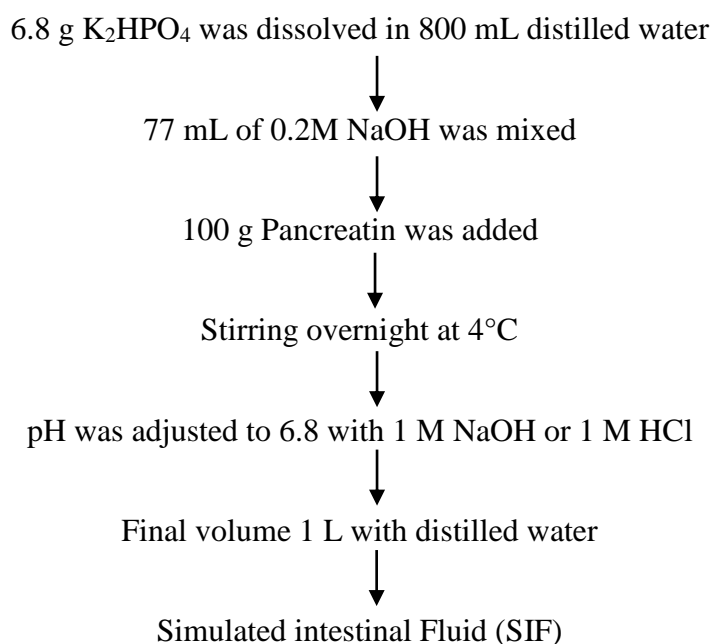 6.8 g K₂HPO₄ was dissolved in 800 mL distilled water
77 mL of 0.2M NaOH was mixed
100 g Pancreatin was added
Stirring overnight at 4°C
pH was adjusted to 6.8 with 1 M NaOH or 1 M HCl
Final volume 1 L with distilled water
Simulated intestinal Fluid (SIF)